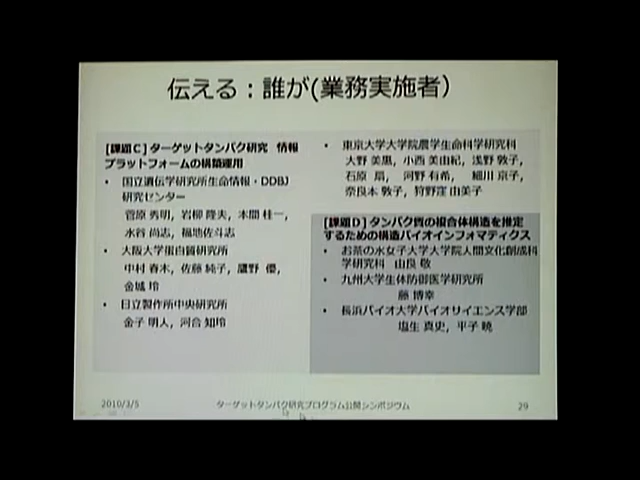 伝える：誰が(業務実施者）
[課題C] ターゲットタンパク研究 情報
プラットフォームの構築運用
• 国立遺伝学研究所生命情報・DDBJ
研究センター
菅原 秀明，岩柳 隆夫，本間 桂一，
水谷 尚志，福地佐斗志
• 大阪大学蛋白質研究所
中村 春木，佐藤 純子，鷹野 優，
金城 玲
• 日立製作所中央研究所
金子 明人，河合 知玲
• 東京大学大学院農学生命科学研究科
大野 美恵，小西 美由紀，浅野 敦子，
石原 扇，河野 有希，細川 京子，
奈良本 敦子，狩野窪 由美子
[課題D] タンパク質の複合体構造を推定
するための構造バイオインフォマティクス
• お茶の水女子大学大学院人間文化創成科
学研究科 由良 敬
• 九州大学生体防御医学研究所
藤 博幸
• 長浜バイオ大学バイオサイエンス学部
塩生 真史，平子 暁
2010/3/5
ターゲットタンパク研究プログラム公開シンポジウム
29